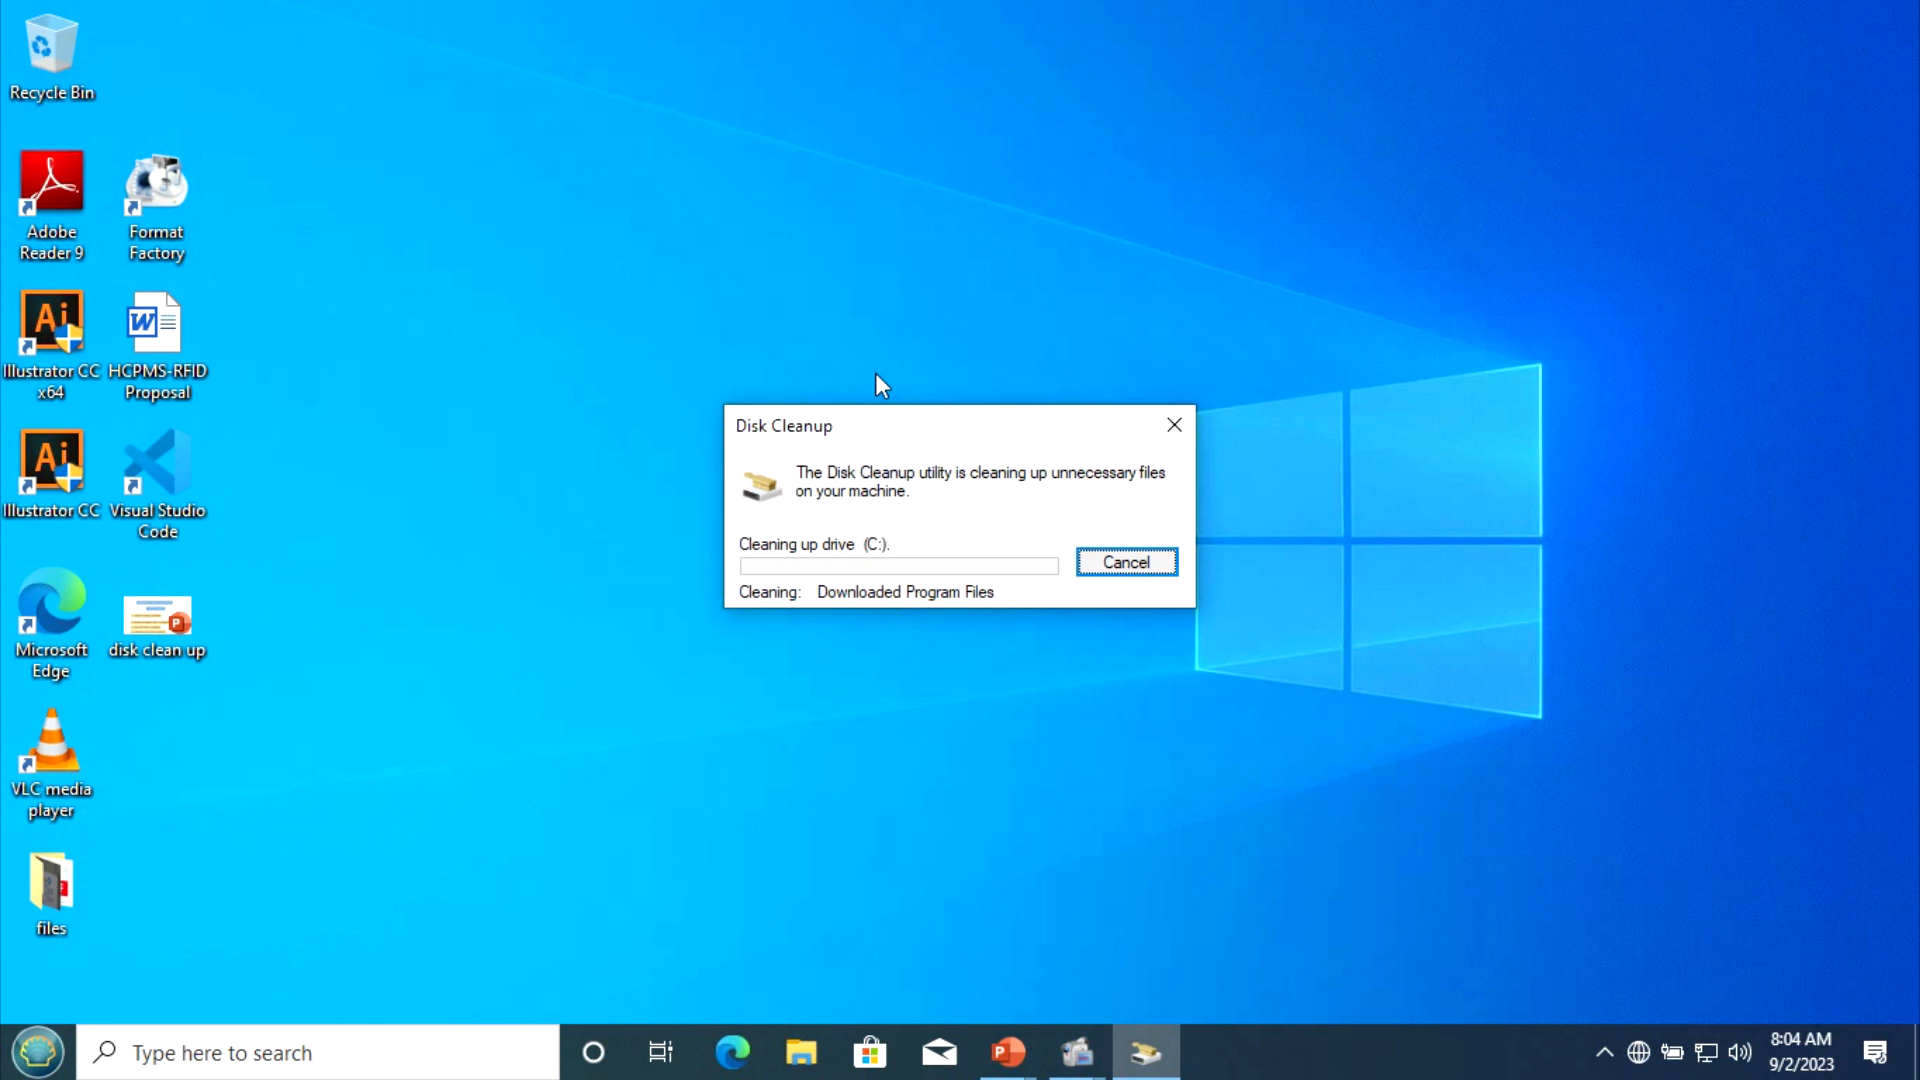 Recycle Bin
Adobe
Reader 9
Format
Factory
Ai
Illustrator CC
x64
W
HCPMS-RFID
Proposal
Ai
Illustrator CC
Visual Studio
Code
Microsoft
Edge
P
disk clean up
VLC media
player
files
Disk Cleanup
The Disk Cleanup utility is cleaning up unnecessary files
on your machine.
Cleaning up drive (C:).
Cancel
Cleaning: Downloaded Program Files
Type here to search
P
8:04 AM
9/2/2023